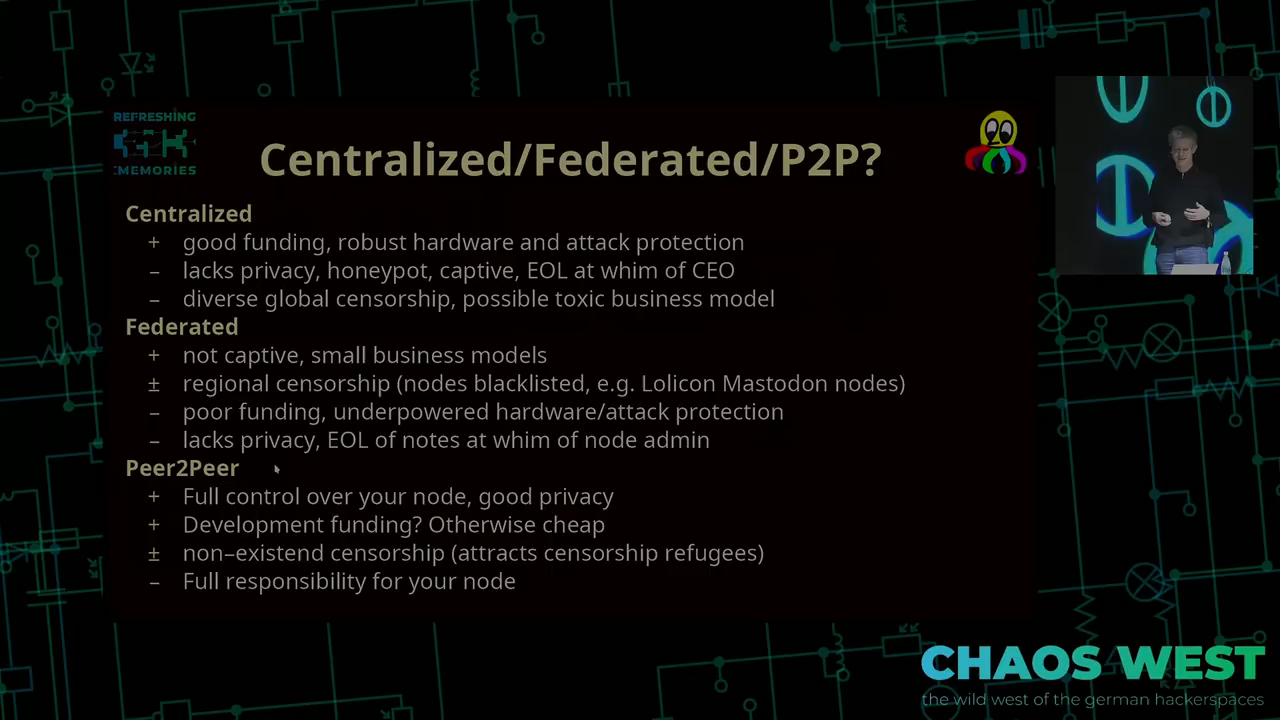 REFRESHING
MEMORIES
Centralized/Federated/P2P?
Centralized
+ good funding, robust hardware and attack protection
– lacks privacy, honeypot, captive, EOL at whim of CEO
– diverse global censorship, possible toxic business model
Federated
+ not captive, small business models
± regional censorship (nodes blacklisted, e.g. Lolicon Mastodon nodes)
– poor funding, underpowered hardware/attack protection
– lacks privacy, EOL of notes at whim of node admin
Peer2Peer
+ Full control over your node, good privacy
+ Development funding? Otherwise cheap
± non–existend censorship (attracts censorship refugees)
– Full responsibility for your node
CHAOS WEST
the wild west of the german hackerspaces